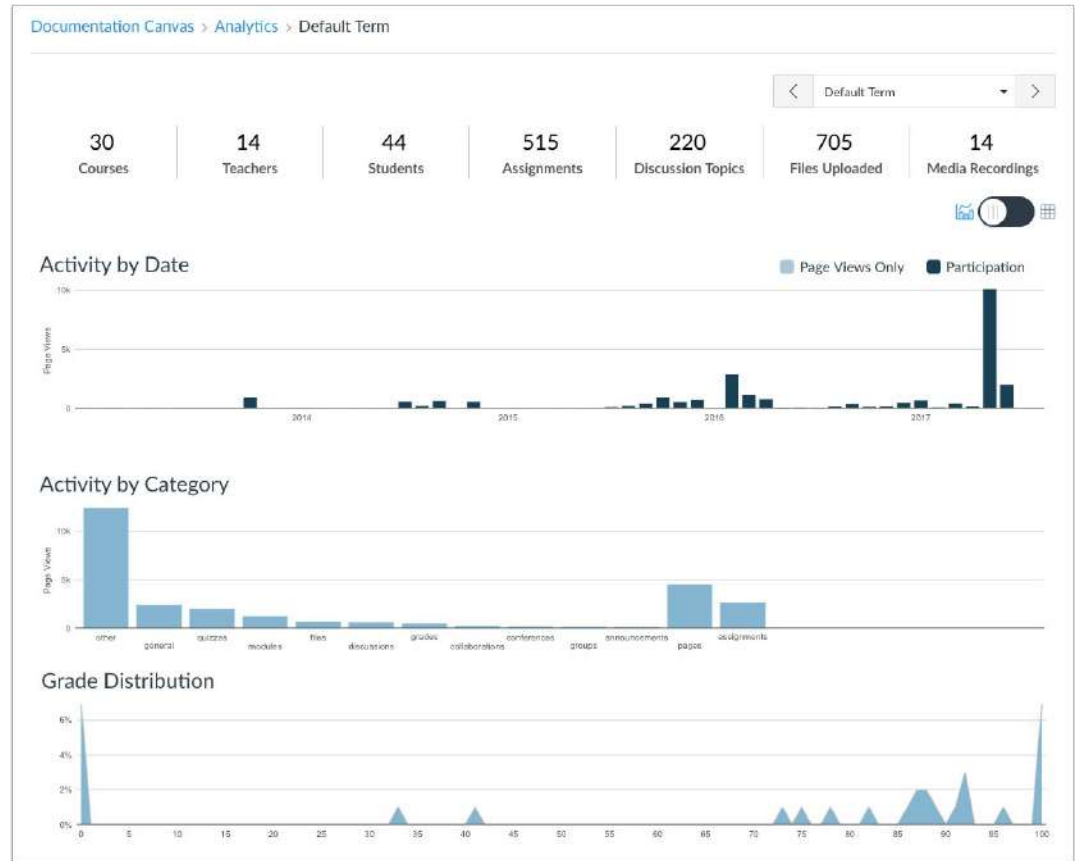 Documentation Canvas > Analytics > Default Term
< Default Term >
30 14 44 515 220 705 14
Courses Teachers Students Assignments Discussion Topics Files Uploaded Media Recordings
Activity by Date
Page Views Only Participation
10k
Page Views
5k
0
2014 2015 2016 2017
Activity by Category
10k
Page Views
5k
0
other general quizzes modules files discussions grades collaborations conferences groups announcements pages assignments
Grade Distribution
6%
4%
2%
0%
0 5 10 15 20 25 30 35 40 45 50 55 60 65 70 75 80 85 90 95 100